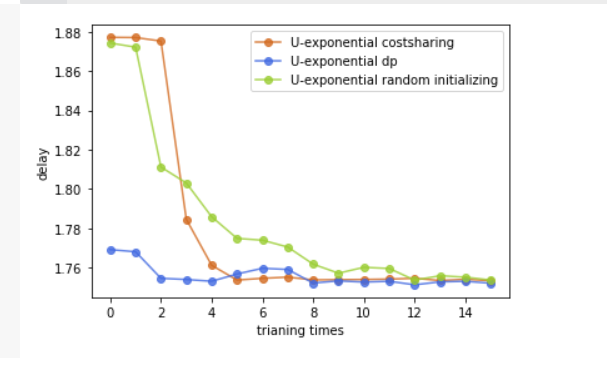 1.88
1.86
1.84
1.82
1.80
1.78
1.76
delay
U-exponential costsharing
U-exponential dp
U-exponential random initializing
0 2 4 6 8 10 12 14
trianing times